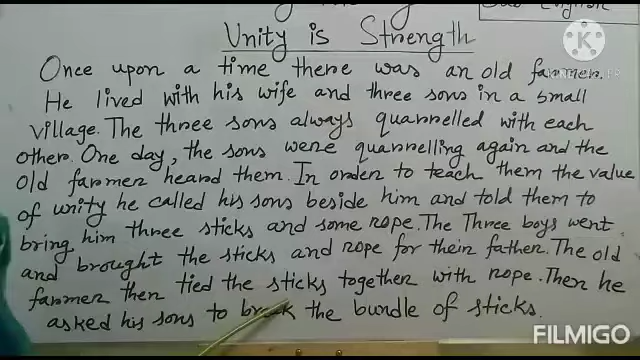 Unity is Strength
Once upon a time there was an old farmer.
He lived with his wife and three sons in a small
village. The three sons always quarrelled with each
other. One day, the sons were quarrelling again and the
old farmer heard them. In order to teach them the value
of unity he called his sons beside him and told them to
bring him three sticks and some rope. The Three boys went
and brought the sticks and rope for their father. The old
farmer then tied the sticks together with rope. Then he
asked his sons to break the bundle of sticks.
FILMIGO